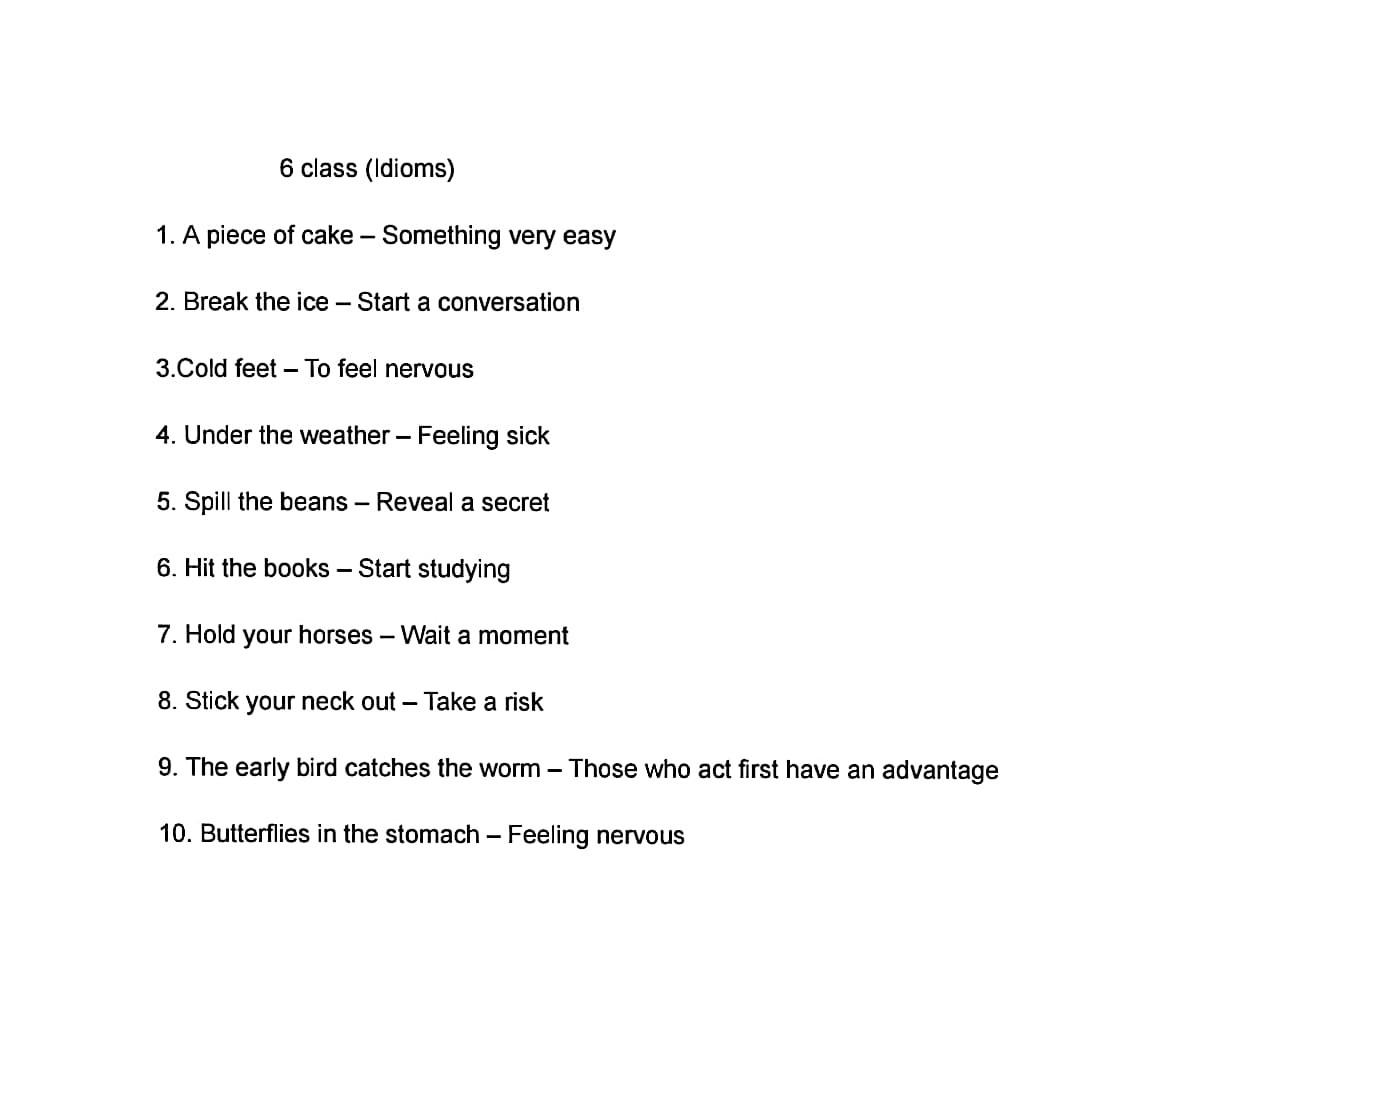 6 class (Idioms)
1. A piece of cake – Something very easy
2. Break the ice – Start a conversation
3.Cold feet – To feel nervous
4. Under the weather – Feeling sick
5. Spill the beans – Reveal a secret
6. Hit the books – Start studying
7. Hold your horses – Wait a moment
8. Stick your neck out – Take a risk
9. The early bird catches the worm – Those who act first have an advantage
10. Butterflies in the stomach – Feeling nervous